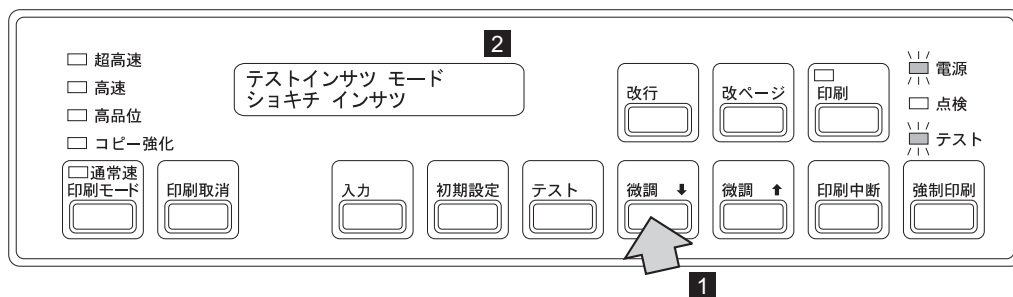 2
超高速
高速
高品位
コピー強化
テストインサツ モード
ショキチ インサツ
改行
改ページ
印刷
電源
点検
テスト
通常速
印刷モード
印刷取消
入力
初期設定
テスト
微調 ⬇
微調 ⬆
印刷中断
強制印刷
1